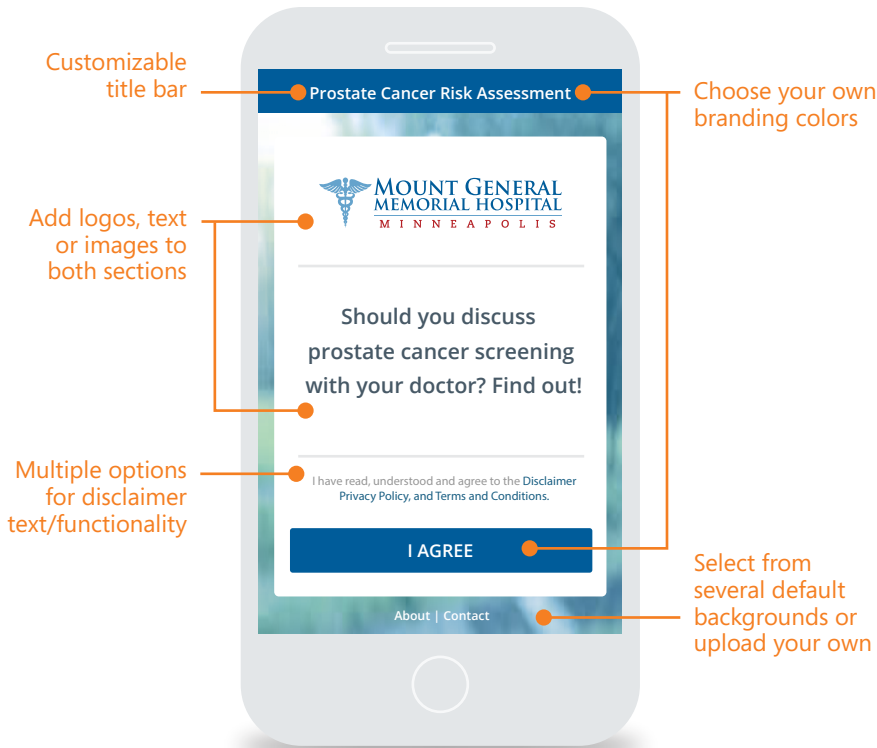 Customizable
title bar
Prostate Cancer Risk Assessment
Choose your own
branding colors
MOUNT GENERAL
MEMORIAL HOSPITAL
MINNEAPOLIS
Add logos, text
or images to
both sections
Should you discuss
prostate cancer screening
with your doctor? Find out!
Multiple options
for disclaimer
text/functionality
I have read, understood and agree to the Disclaimer
Privacy Policy, and Terms and Conditions.
I AGREE
Select from
several default
backgrounds or
upload your own
About | Contact